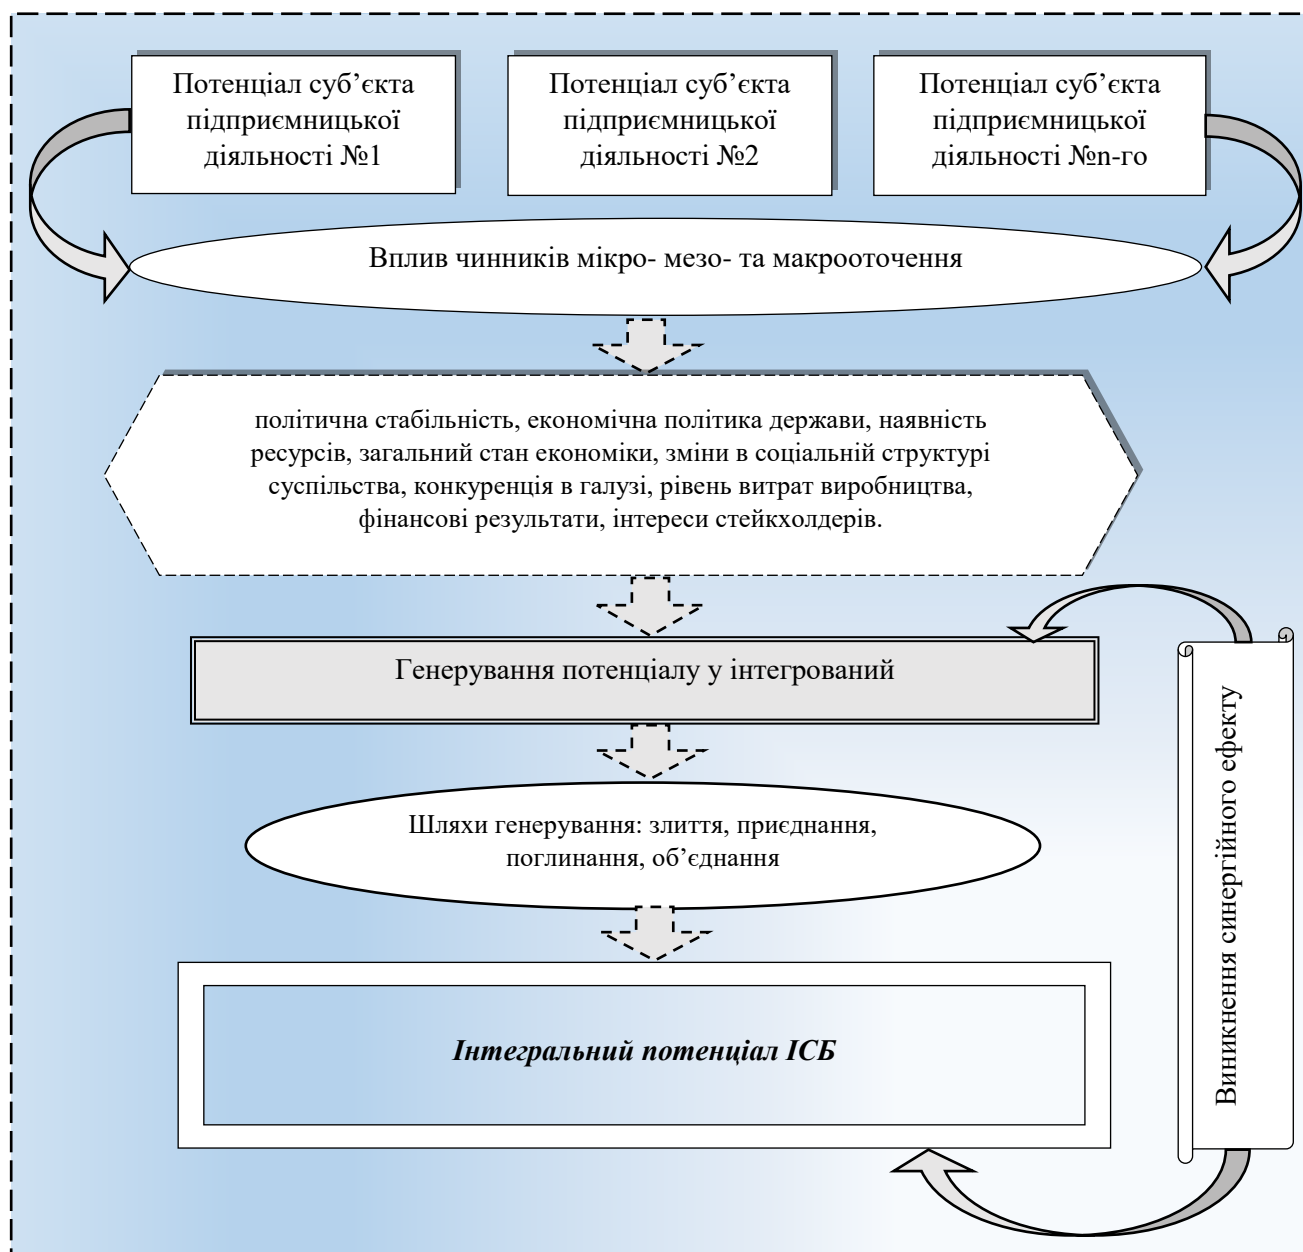 Потенціал суб’єкта
підприємницької
діяльності №1
Потенціал суб’єкта
підприємницької
діяльності №2
Потенціал суб’єкта
підприємницької
діяльності №n-го
Вплив чинників мікро- мезо- та макрооточення
політична стабільність, економічна політика держави, наявність
ресурсів, загальний стан економіки, зміни в соціальній структурі
суспільства, конкуренція в галузі, рівень витрат виробництва,
фінансові результати, інтереси стейкхолдерів.
Генерування потенціалу у інтегрований
Шляхи генерування: злиття, приєднання,
поглинання, об’єднання
Інтегральний потенціал ІСБ
Виникнення синергійного ефекту